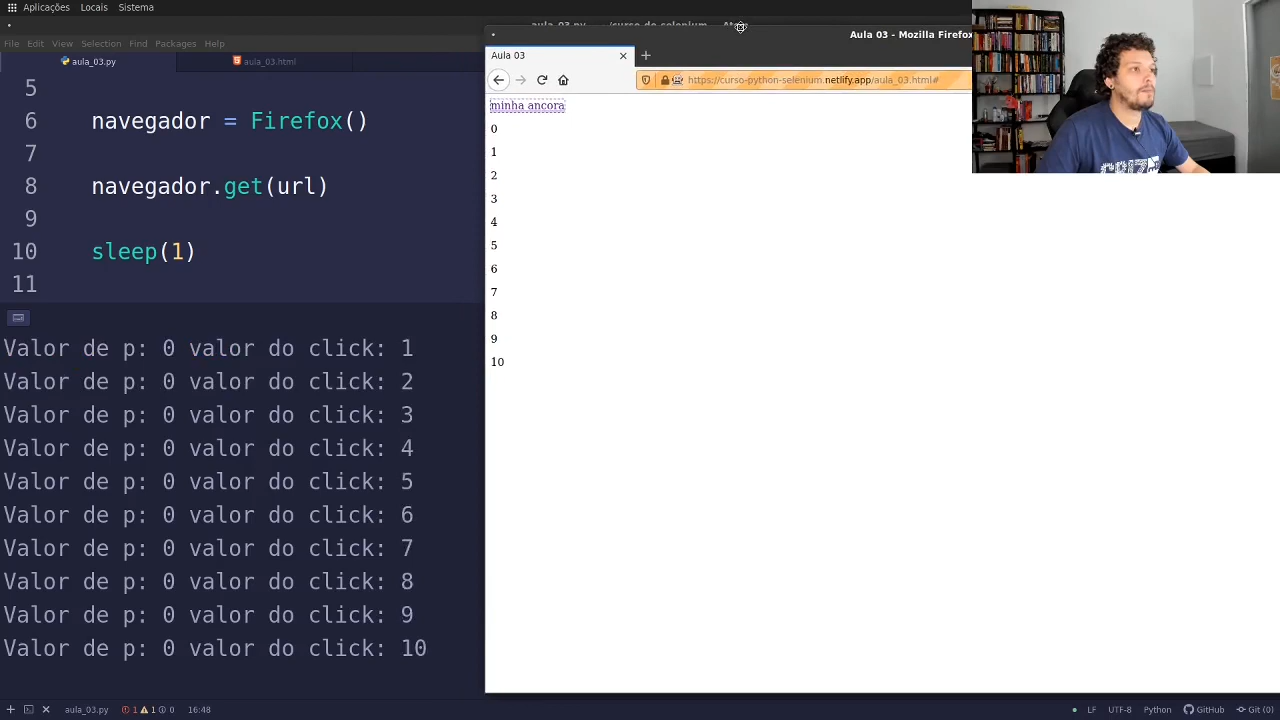 Aplicações Locais Sistema
aula_03.py
Aula 03 - Mozilla Firefox
File Edit View Selection Find Packages Help
aula_03.py
aula_03.html
5
6 navegador = Firefox()
7
8 navegador.get(url)
9
10 sleep(1)
11
Valor de p: 0 valor do click: 1
Valor de p: 0 valor do click: 2
Valor de p: 0 valor do click: 3
Valor de p: 0 valor do click: 4
Valor de p: 0 valor do click: 5
Valor de p: 0 valor do click: 6
Valor de p: 0 valor do click: 7
Valor de p: 0 valor do click: 8
Valor de p: 0 valor do click: 9
Valor de p: 0 valor do click: 10
Aula 03
https://curso-python-selenium.netlify.app/aula_03.html#
minha ancora
0
1
2
3
4
5
6
7
8
9
10
aula_03.py 1 1 0 16:48
LF UTF-8 Python GitHub Git (0)